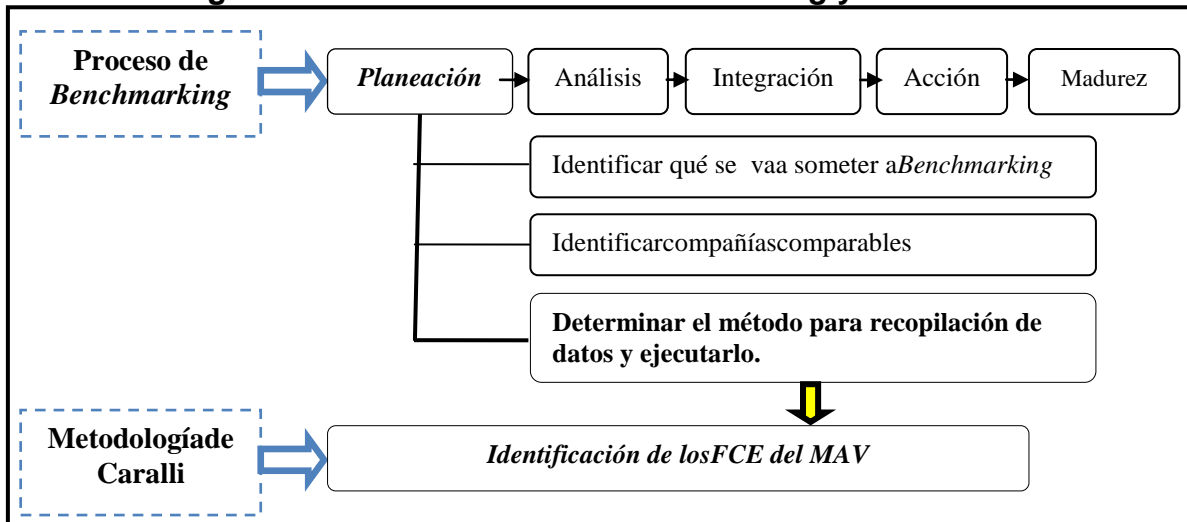 Proceso de
Benchmarking
Planeación
Análisis
Integración
Acción
Madurez
Identificar qué se vaa someter aBenchmarking
Identificarcompañíascomparables
Determinar el método para recopilación de
datos y ejecutarlo.
Metodologíade
Caralli
Identificación de losFCE del MAV